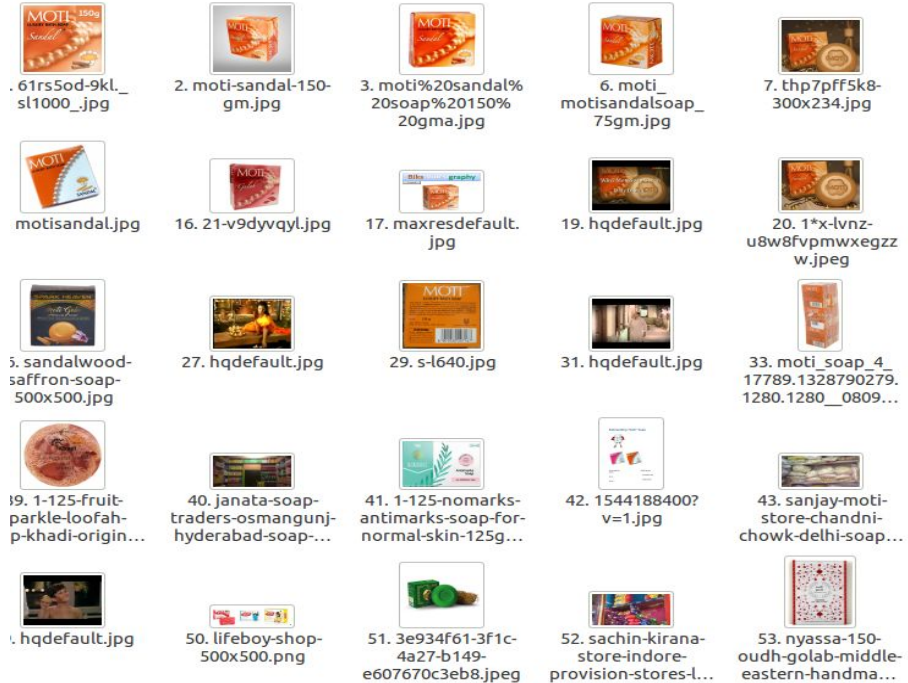 MOTI 150g
Sandal
MOTI
MOTI
Sandal
MOTI
. 61rs5od-9kl._
sl1000_.jpg
2. moti-sandal-150-
gm.jpg
3. moti%20sandal%
20soap%20150%
20gma.jpg
6. moti_
motisandalsoap_
75gm.jpg
7. thp7pff5k8-
300x234.jpg
MOTI
MOTI
motisandal.jpg
16. 21-v9dyvqyl.jpg
17. maxresdefault.
jpg
19. hqdefault.jpg
20. 1*x-lvnz-
u8w8fvpmwxegzz
w.jpeg
MOTI
5. sandalwood-
saffron-soap-
500x500.jpg
27. hqdefault.jpg
29. s-l640.jpg
31. hqdefault.jpg
33. moti_soap_4_
17789.1328790279.
1280.1280__0809...
39. 1-125-fruit-
parkle-loofah-
p-khadi-origin...
40. janata-soap-
traders-osmangunj-
hyderabad-soap-...
41. 1-125-nomarks-
antimarks-soap-for-
normal-skin-125g...
42. 1544188400?
v=1.jpg
43. sanjay-moti-
store-chandni-
chowk-delhi-soap...
. hqdefault.jpg
50. lifeboy-shop-
500x500.png
51. 3e934f61-3f1c-
4a27-b149-
e607670c3eb8.jpeg
52. sachin-kirana-
store-indore-
provision-stores-l...
53. nyassa-150-
oudh-golab-middle-
eastern-handma...